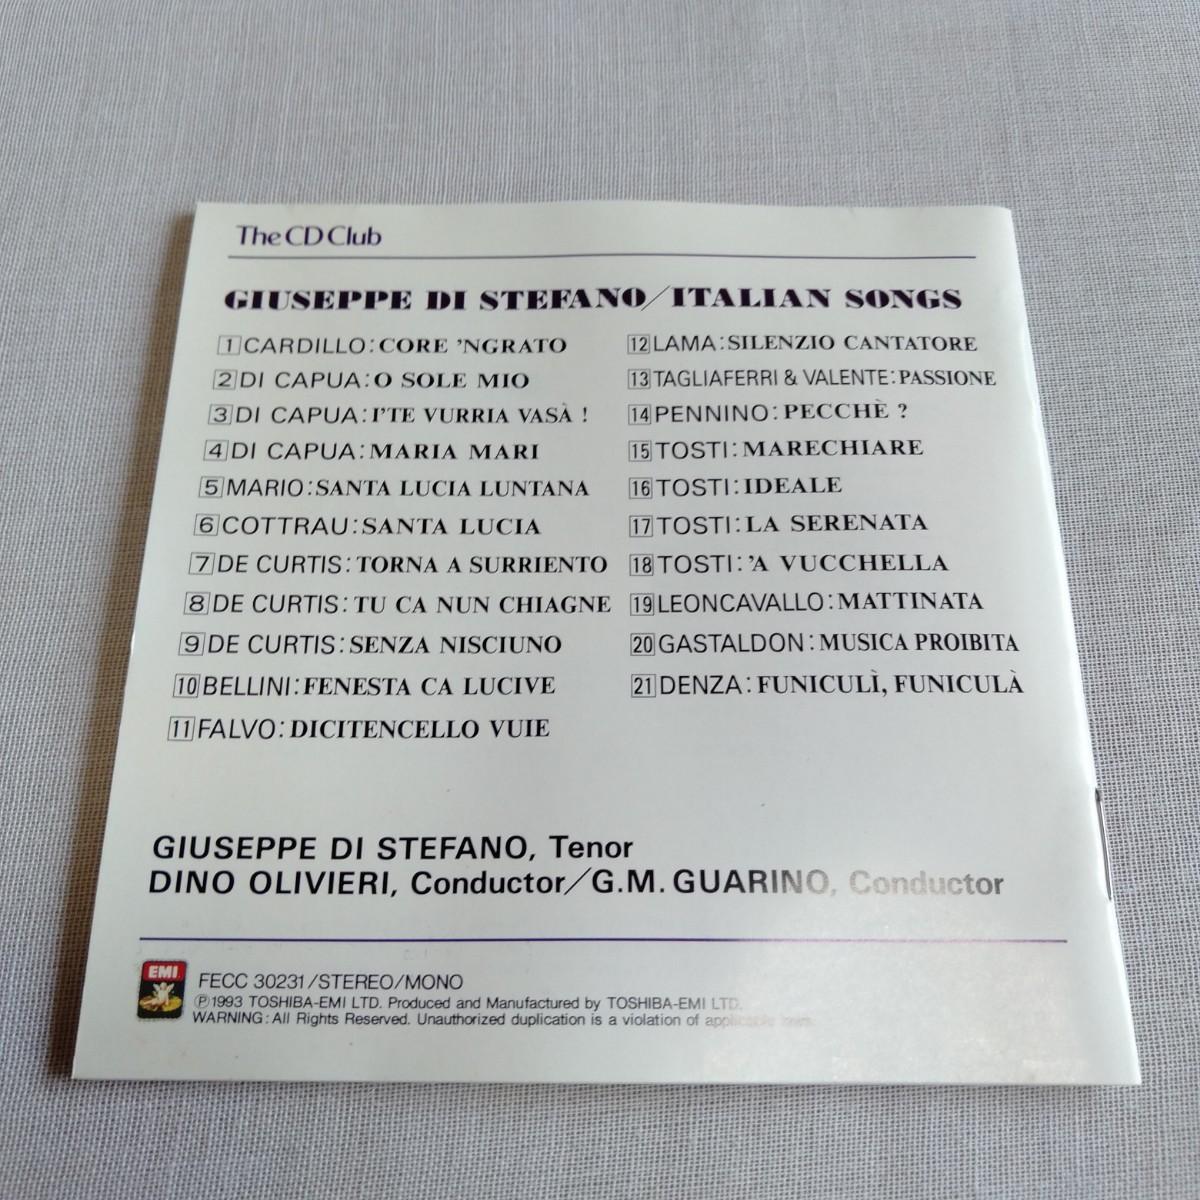 The CD Club
GIUSEPPE DI STEFANO/ITALIAN SONGS
1 CARDILLO: CORE 'NGRATO
2 DI CAPUA: O SOLE MIO
3 DI CAPUA: I'TE VURRIA VASÀ !
4 DI CAPUA: MARIA MARI
5 MARIO: SANTA LUCIA LUNTANA
6 COTTRAU: SANTA LUCIA
7 DE CURTIS: TORNA A SURRIENTO
8 DE CURTIS: TU CA NUN CHIAGNE
9 DE CURTIS: SENZA NISCIUNO
10 BELLINI: FENESTA CA LUCIVE
11 FALVO: DICITENCELLO VUIE
12 LAMA: SILENZIO CANTATORE
13 TAGLIAFERRI & VALENTE: PASSIONE
14 PENNINO: PECCHÈ ?
15 TOSTI: MARECHIARE
16 TOSTI: IDEALE
17 TOSTI: LA SERENATA
18 TOSTI: 'A VUCCHELLA
19 LEONCAVALLO: MATTINATA
20 GASTALDON: MUSICA PROIBITA
21 DENZA: FUNICULÌ, FUNICULÀ
GIUSEPPE DI STEFANO, Tenor
DINO OLIVIERI, Conductor/G.M. GUARINO, Conductor
EMI
FECC 30231/STEREO/MONO
℗1993 TOSHIBA-EMI LTD. Produced and Manufactured by TOSHIBA-EMI LTD.
WARNING: All Rights Reserved. Unauthorized duplication is a violation of applicable laws.